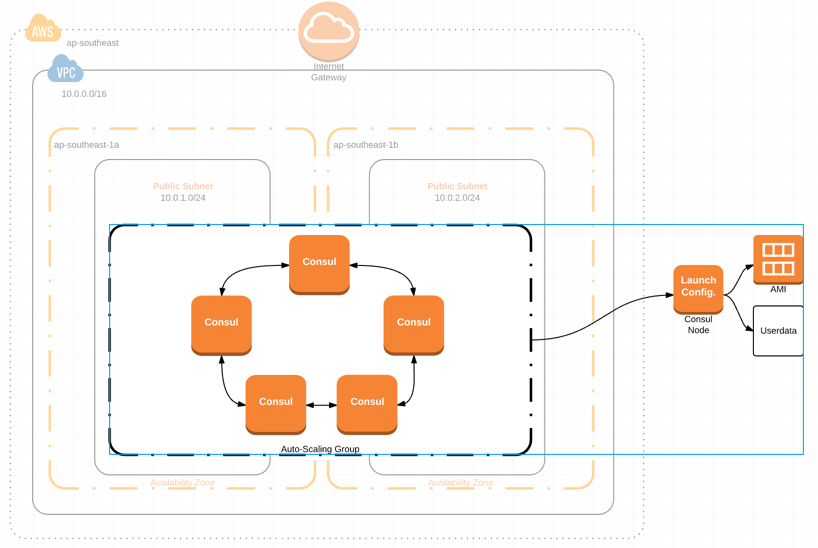 AWS
ap-southeast
Internet
Gateway
VPC
10.0.0.0/16
ap-southeast-1a
ap-southeast-1b
Public Subnet
10.0.1.0/24
Public Subnet
10.0.2.0/24
Consul
Consul
Consul
Consul
Consul
Auto-Scaling Group
Availability Zone
Availability Zone
Launch
Config.
Consul
Node
AMI
Userdata